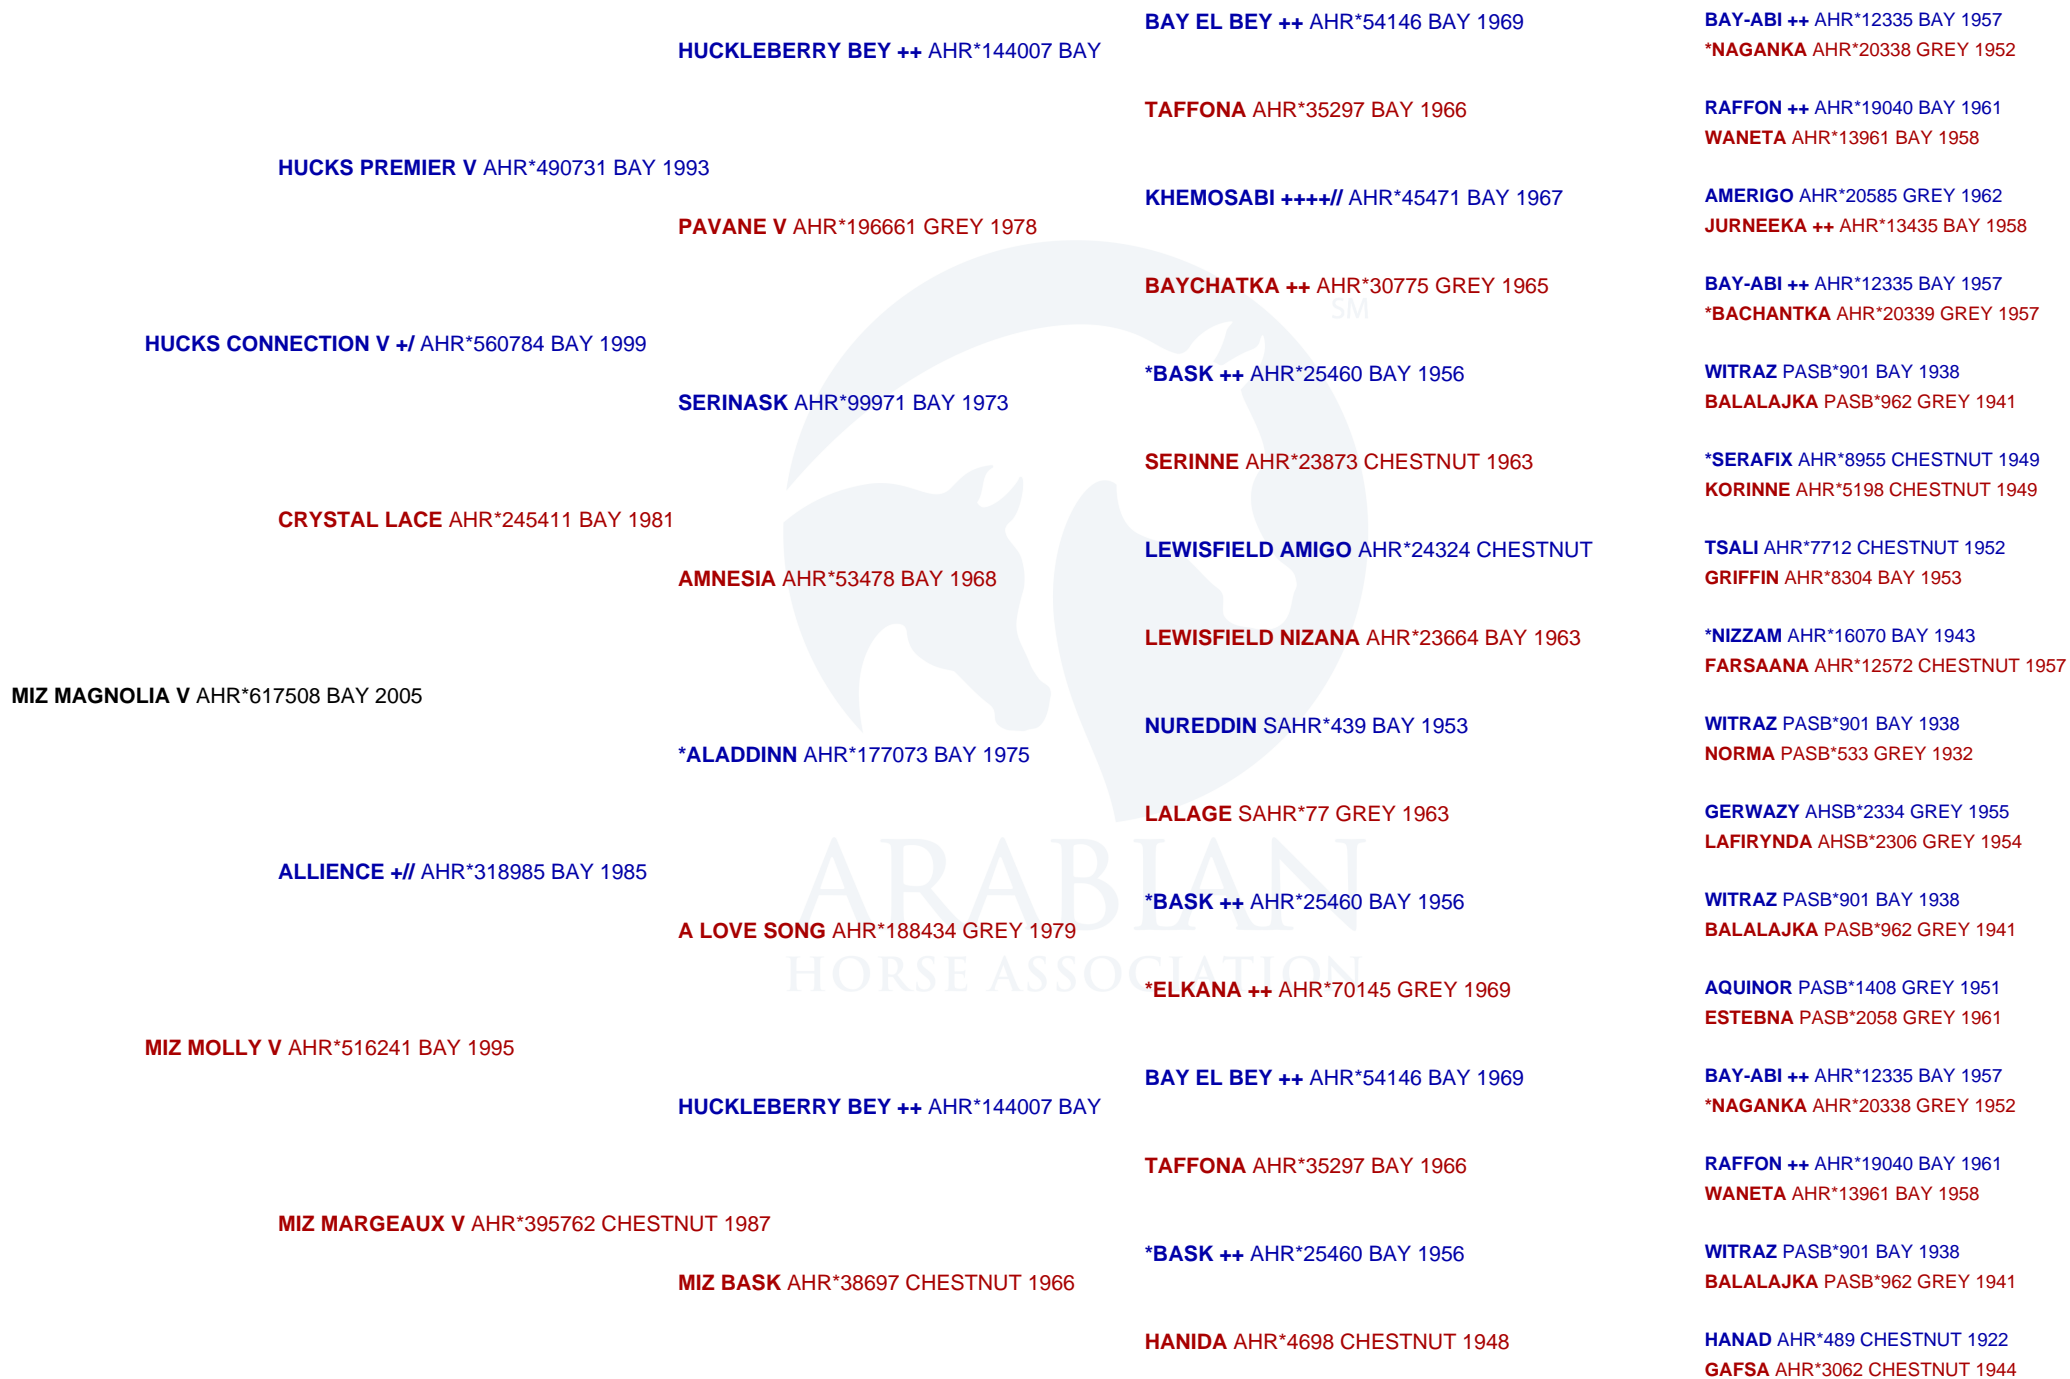 BAY EL BEY ++ AHR*54146 BAY 1969
BAY-ABI ++ AHR*12335 BAY 1957
HUCKLEBERRY BEY ++ AHR*144007 BAY
*NAGANKA AHR*20338 GREY 1952
TAFFONA AHR*35297 BAY 1966
RAFFON ++ AHR*19040 BAY 1961
WANETA AHR*13961 BAY 1958
HUCKS PREMIER V AHR*490731 BAY 1993
KHEMOSABI ++++// AHR*45471 BAY 1967
AMERIGO AHR*20585 GREY 1962
PAVANE V AHR*196661 GREY 1978
JURNEEKA ++ AHR*13435 BAY 1958
BAYCHATKA ++ AHR*30775 GREY 1965
BAY-ABI ++ AHR*12335 BAY 1957
SM
*BACHANTKA AHR*20339 GREY 1957
HUCKS CONNECTION V +/ AHR*560784 BAY 1999
*BASK ++ AHR*25460 BAY 1956
WITRAZ PASB*901 BAY 1938
SERINASK AHR*99971 BAY 1973
BALALAJKA PASB*962 GREY 1941
SERINNE AHR*23873 CHESTNUT 1963
*SERAFIX AHR*8955 CHESTNUT 1949
KORINNE AHR*5198 CHESTNUT 1949
CRYSTAL LACE AHR*245411 BAY 1981
LEWISFIELD AMIGO AHR*24324 CHESTNUT
TSALI AHR*7712 CHESTNUT 1952
AMNESIA AHR*53478 BAY 1968
GRIFFIN AHR*8304 BAY 1953
LEWISFIELD NIZANA AHR*23664 BAY 1963
*NIZZAM AHR*16070 BAY 1943
FARSAANA AHR*12572 CHESTNUT 1957
MIZ MAGNOLIA V AHR*617508 BAY 2005
NUREDDIN SAHR*439 BAY 1953
WITRAZ PASB*901 BAY 1938
*ALADDINN AHR*177073 BAY 1975
NORMA PASB*533 GREY 1932
LALAGE SAHR*77 GREY 1963
GERWAZY AHSB*2334 GREY 1955
LAFIRYNDA AHSB*2306 GREY 1954
ALLIENCE +// AHR*318985 BAY 1985
ARABIAN
*BASK ++ AHR*25460 BAY 1956
WITRAZ PASB*901 BAY 1938
A LOVE SONG AHR*188434 GREY 1979
BALALAJKA PASB*962 GREY 1941
HORSE ASSOCIATION
*ELKANA ++ AHR*70145 GREY 1969
AQUINOR PASB*1408 GREY 1951
ESTEBNA PASB*2058 GREY 1961
MIZ MOLLY V AHR*516241 BAY 1995
BAY EL BEY ++ AHR*54146 BAY 1969
BAY-ABI ++ AHR*12335 BAY 1957
HUCKLEBERRY BEY ++ AHR*144007 BAY
*NAGANKA AHR*20338 GREY 1952
TAFFONA AHR*35297 BAY 1966
RAFFON ++ AHR*19040 BAY 1961
WANETA AHR*13961 BAY 1958
MIZ MARGEAUX V AHR*395762 CHESTNUT 1987
*BASK ++ AHR*25460 BAY 1956
WITRAZ PASB*901 BAY 1938
MIZ BASK AHR*38697 CHESTNUT 1966
BALALAJKA PASB*962 GREY 1941
HANIDA AHR*4698 CHESTNUT 1948
HANAD AHR*489 CHESTNUT 1922
GAFSA AHR*3062 CHESTNUT 1944